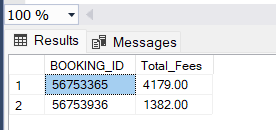 100 %
Results Messages
BOOKING_ID Total_Fees
1 56753365 4179.00
2 56753936 1382.00